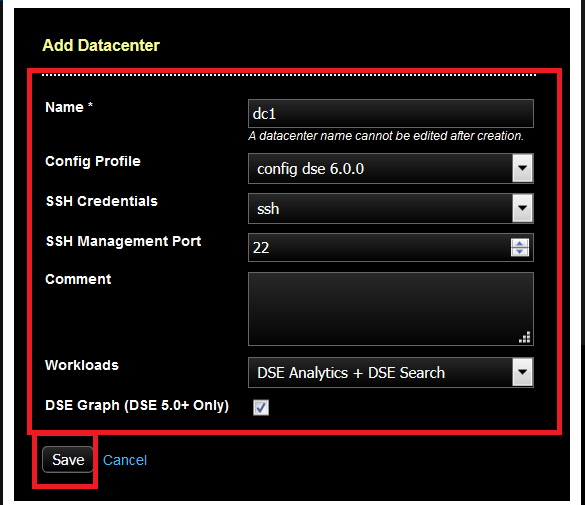 Add Datacenter
Name *
dc1
A datacenter name cannot be edited after creation.
Config Profile
config dse 6.0.0
SSH Credentials
ssh
SSH Management Port
22
Comment
Workloads
DSE Analytics + DSE Search
DSE Graph (DSE 5.0+ Only)
Save Cancel